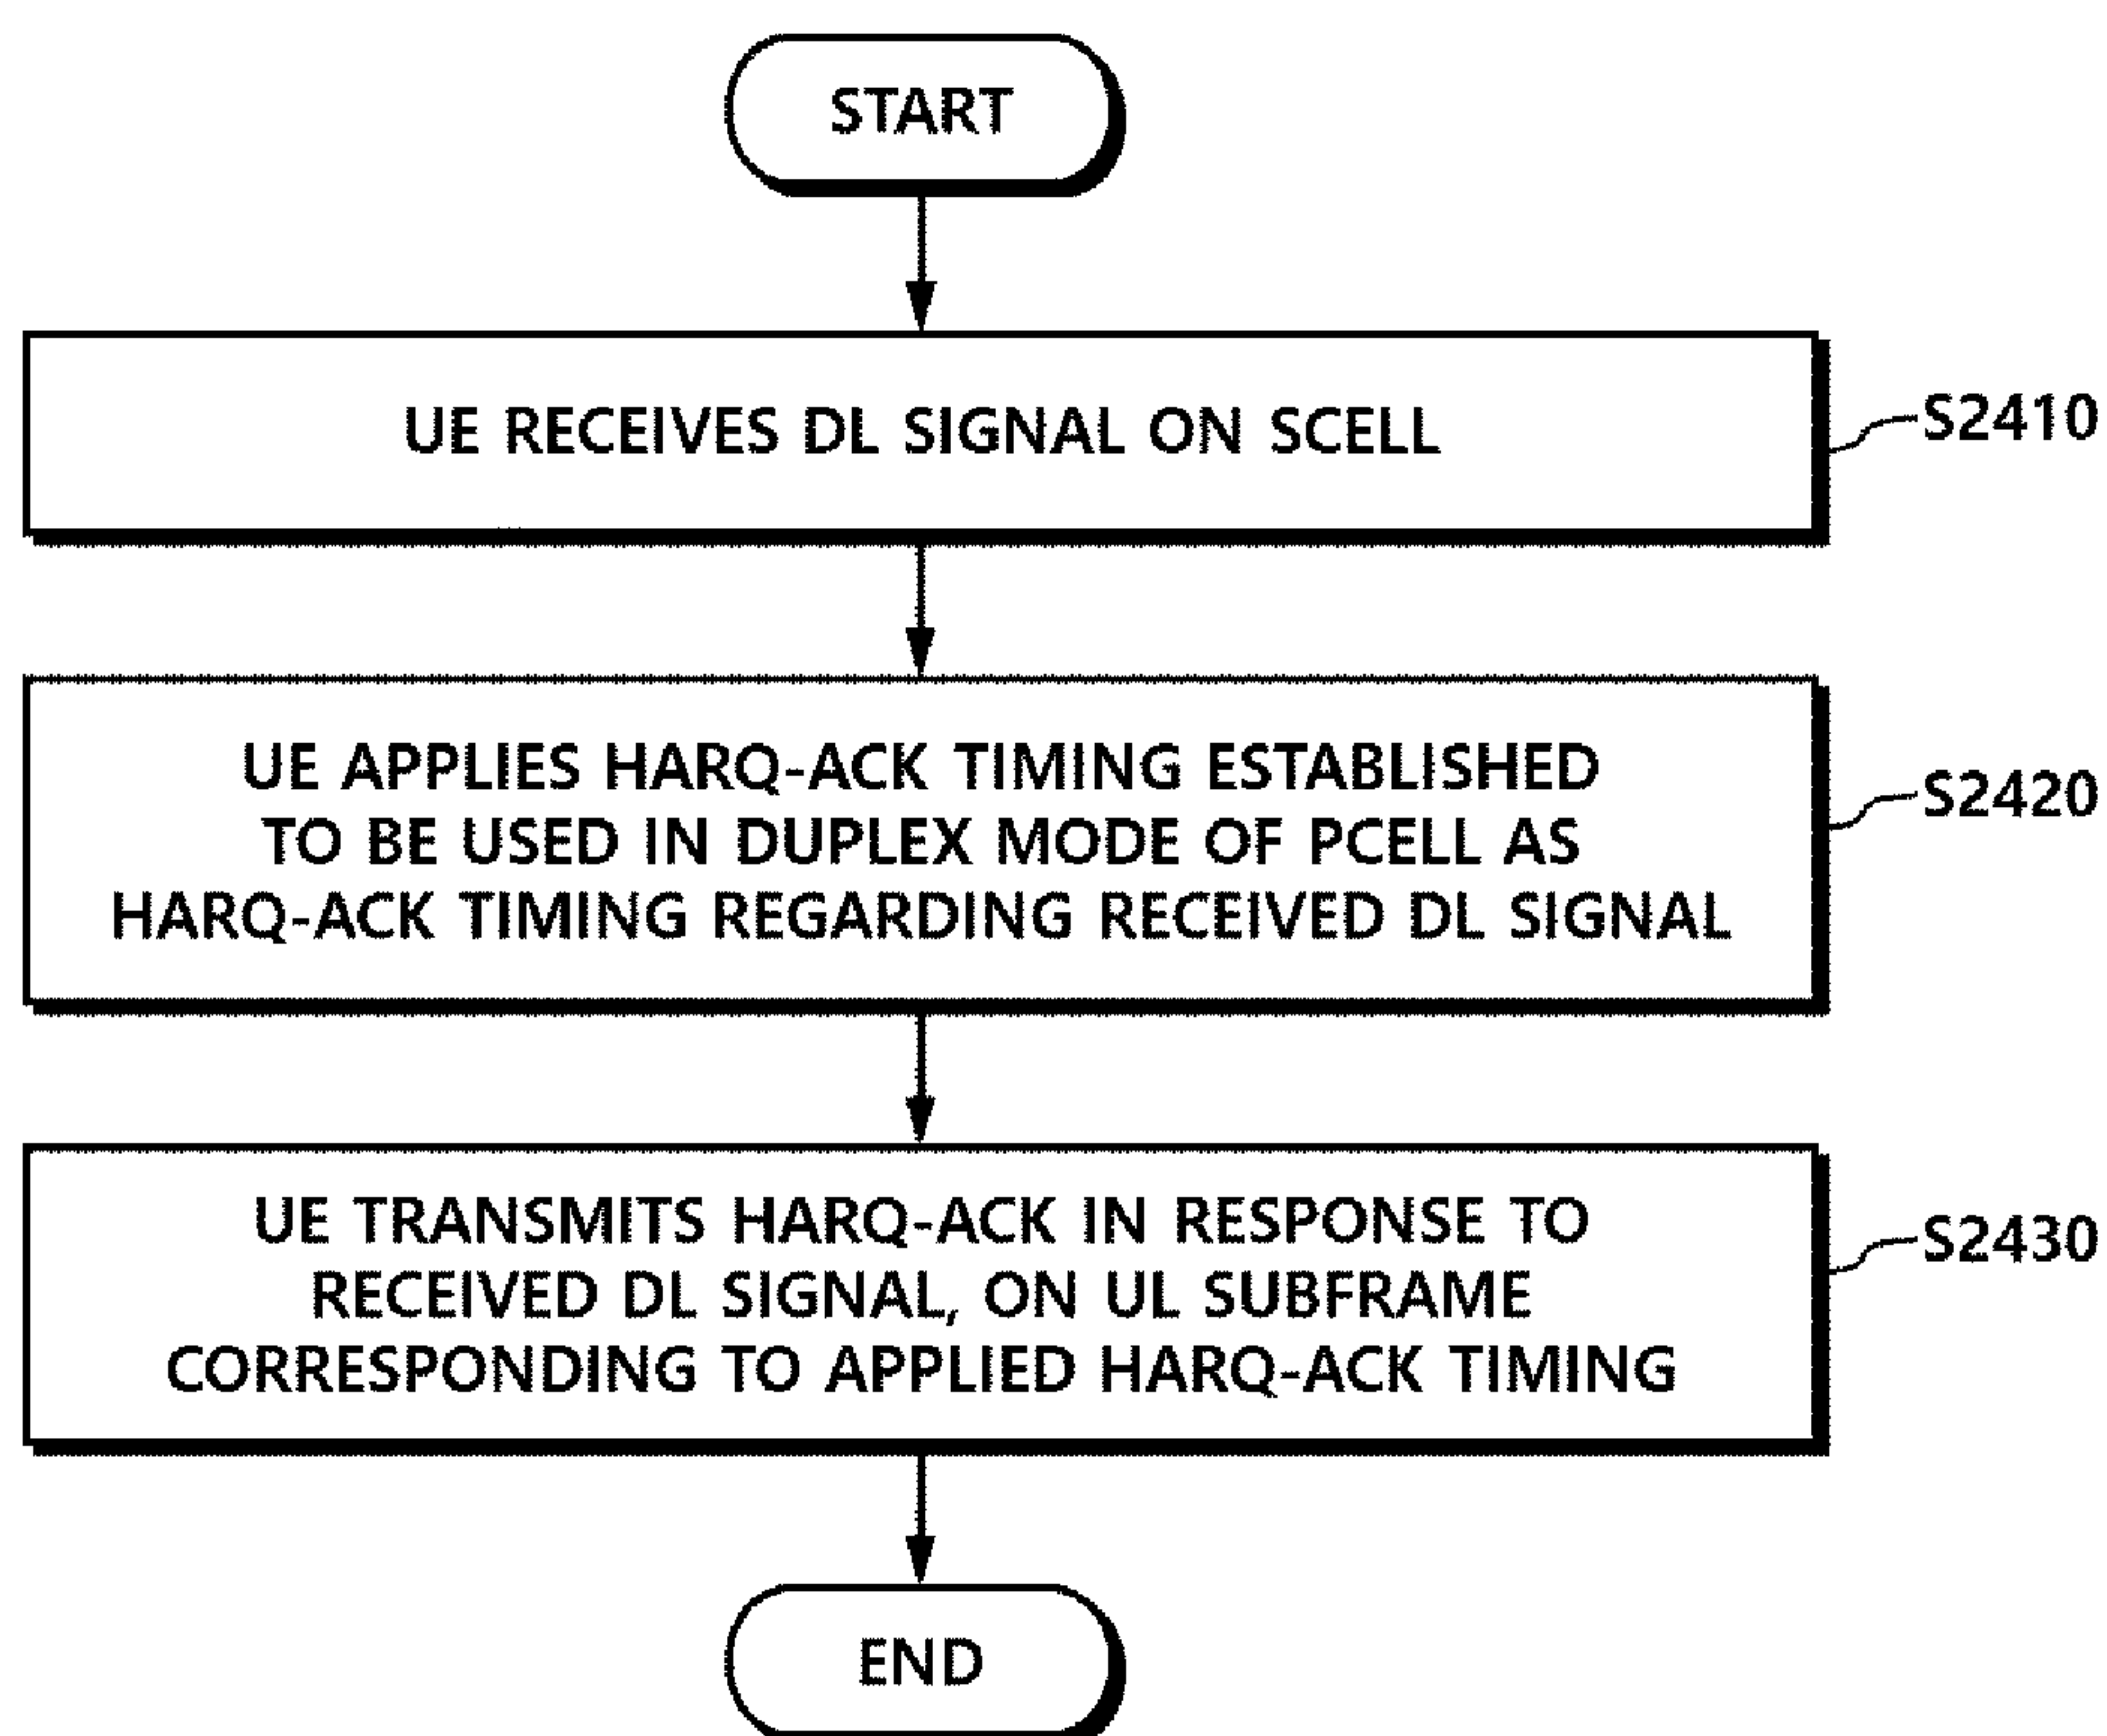 START
UE RECEIVES DL SIGNAL ON SCELL
S2410
UE APPLIES HARQ-ACK TIMING ESTABLISHED
TO BE USED IN DUPLEX MODE OF PCELL AS
HARQ-ACK TIMING REGARDING RECEIVED DL SIGNAL
S2420
UE TRANSMITS HARQ-ACK IN RESPONSE TO
RECEIVED DL SIGNAL, ON UL SUBFRAME
CORRESPONDING TO APPLIED HARQ-ACK TIMING
S2430
END